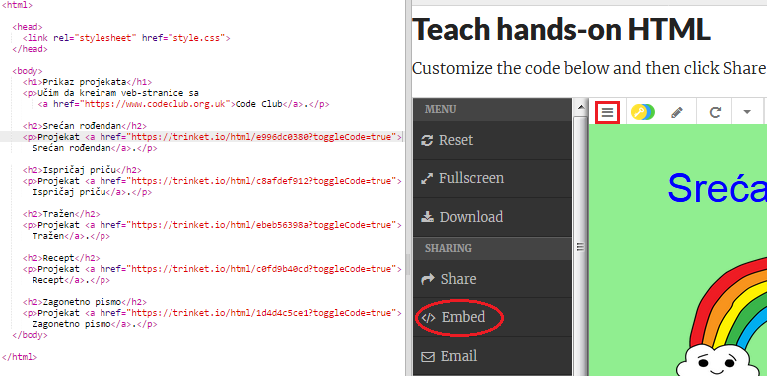 <html>
<head>
<link rel="stylesheet" href="style.css">
</head>
<body>
<h1>Prikaz projekata</h1>
<p>Učim da kreiram veb-stranice sa
<a href="https://www.codeclub.org.uk">Code Club</a>.</p>
<h2>Srećan rođendan</h2>
<p>Projekat <a href="https://trinket.io/html/e996dc0380?toggleCode=true">
Srećan rođendan</a>.</p>
<h2>Ispričaj priču</h2>
<p>Projekat <a href="https://trinket.io/html/c8afdef912?toggleCode=true">
Ispričaj priču</a>.</p>
<h2>Tražen</h2>
<p>Projekat <a href="https://trinket.io/html/ebeb56398a?toggleCode=true">
Tražen</a>.</p>
<h2>Recept</h2>
<p>Projekat <a href="https://trinket.io/html/c0fd9b40cd?toggleCode=true">
Recept</a>.</p>
<h2>Zagonetno pismo</h2>
<p>Projekat <a href="https://trinket.io/html/1d4d4c5ce1?toggleCode=true">
Zagonetno pismo</a>.</p>
</body>
</html>
Teach hands-on HTML
Customize the code below and then click Share
MENU
Reset
Fullscreen
Download
SHARING
Share
</> Embed
Email
Sreća